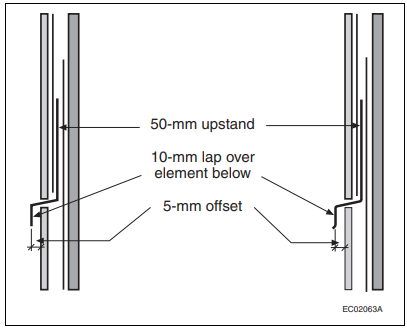 50-mm upstand
10-mm lap over
element below
5-mm offset
EC02063A